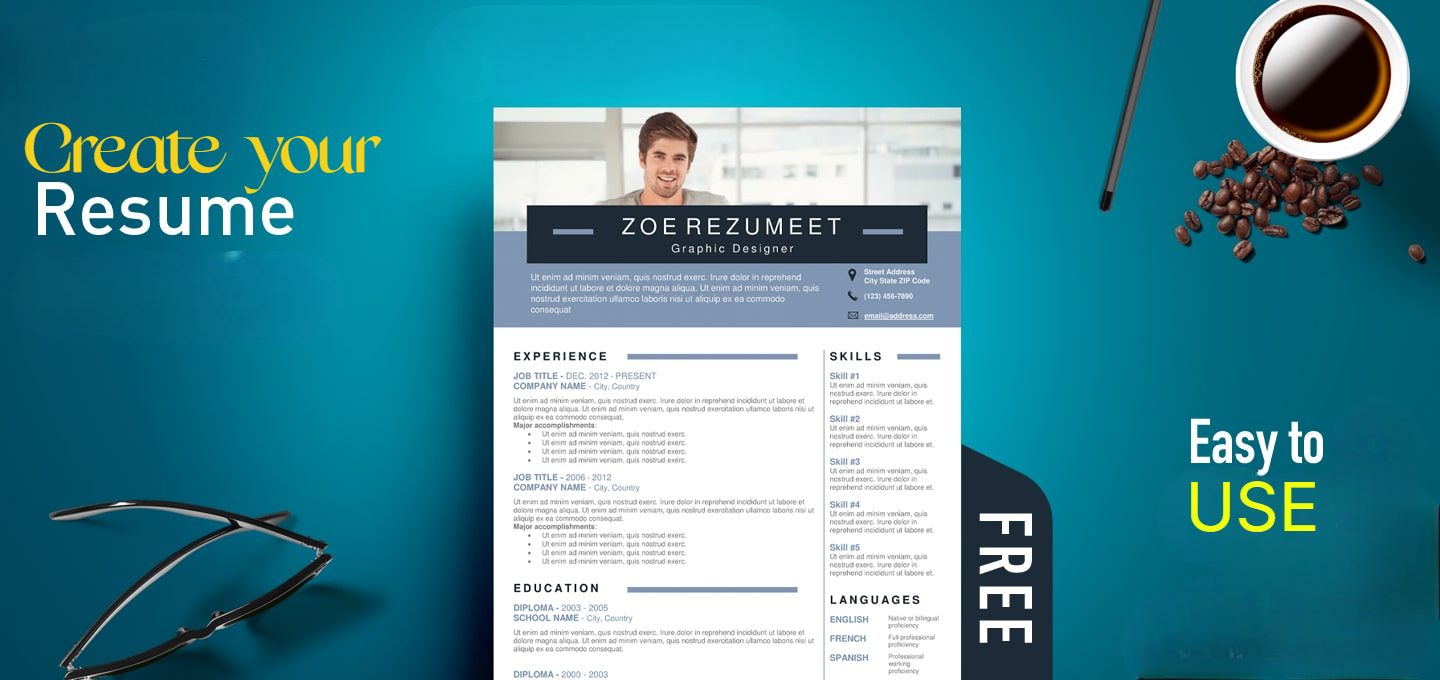 Create your
Resume
ZOE REZUMEET
Graphic Designer
Ut enim ad minim veniam, quis nostrud exerc. Irure dolor in reprehend
incididunt ut labore et dolore magna aliqua. Ut enim ad minim veniam, quis
nostrud exercitation ullamco laboris nisi ut aliquip ex ea commodo
consequat
Street Address
City State ZIP Code
(123) 456-7890
email@address.com
EXPERIENCE
JOB TITLE - DEC. 2012 - PRESENT
COMPANY NAME - City, Country
Ut enim ad minim veniam, quis nostrud exerc. Irure dolor in reprehend incididunt ut labore et
dolore magna aliqua. Ut enim ad minim veniam, quis nostrud exercitation ullamco laboris nisi ut
aliquip ex ea commodo consequat.
Major accomplishments:
• Ut enim ad minim veniam, quis nostrud exerc.
• Ut enim ad minim veniam, quis nostrud exerc.
• Ut enim ad minim veniam, quis nostrud exerc.
• Ut enim ad minim veniam, quis nostrud exerc.
JOB TITLE - 2006 - 2012
COMPANY NAME - City, Country
Ut enim ad minim veniam, quis nostrud exerc. Irure dolor in reprehend incididunt ut labore et
dolore magna aliqua. Ut enim ad minim veniam, quis nostrud exercitation ullamco laboris nisi ut
aliquip ex ea commodo consequat.
Major accomplishments:
• Ut enim ad minim veniam, quis nostrud exerc.
• Ut enim ad minim veniam, quis nostrud exerc.
• Ut enim ad minim veniam, quis nostrud exerc.
• Ut enim ad minim veniam, quis nostrud exerc.
EDUCATION
DIPLOMA - 2003 - 2005
SCHOOL NAME - City, Country
Ut enim ad minim veniam, quis nostrud exerc. Irure dolor in reprehend incididunt ut labore et
dolore magna aliqua. Ut enim ad minim veniam, quis nostrud exercitation ullamco laboris nisi ut
aliquip ex ea commodo consequat.
DIPLOMA - 2000 - 2003
SKILLS
Skill #1
Ut enim ad minim veniam, quis
nostrud exerc. Irure dolor in
reprehend incididunt ut labore et.
Skill #2
Ut enim ad minim veniam, quis
nostrud exerc. Irure dolor in
reprehend incididunt ut labore et.
Skill #3
Ut enim ad minim veniam, quis
nostrud exerc. Irure dolor in
reprehend incididunt ut labore et.
Skill #4
Ut enim ad minim veniam, quis
nostrud exerc. Irure dolor in
reprehend incididunt ut labore et.
Skill #5
Ut enim ad minim veniam, quis
nostrud exerc. Irure dolor in
reprehend incididunt ut labore et.
LANGUAGES
ENGLISH Native or bilingual
proficiency
FRENCH Full professional
proficiency
SPANISH Professional
working
proficiency
FREE
Easy to
USE